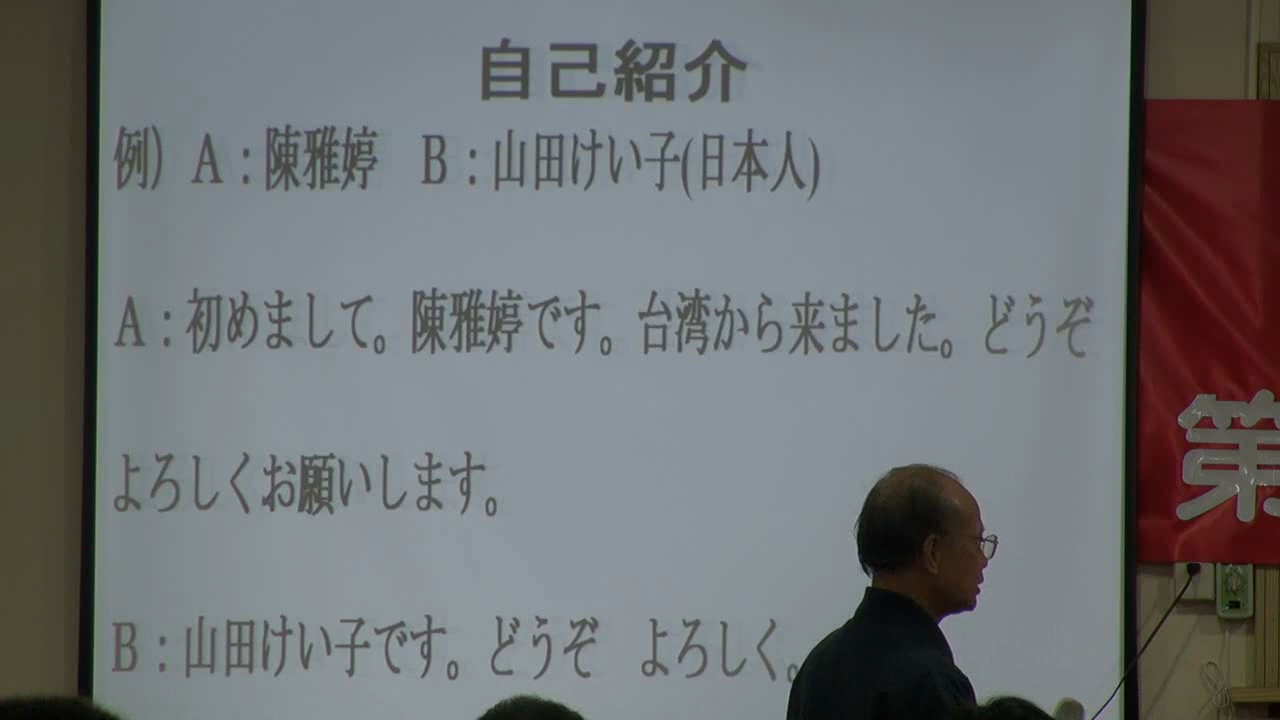 自己紹介
例）Ａ：陳雅婷　Ｂ：山田けい子(日本人)
Ａ：初めまして。陳雅婷です。台湾から来ました。どうぞ
よろしくお願いします。
Ｂ：山田けい子です。どうぞ　よろしく。
第